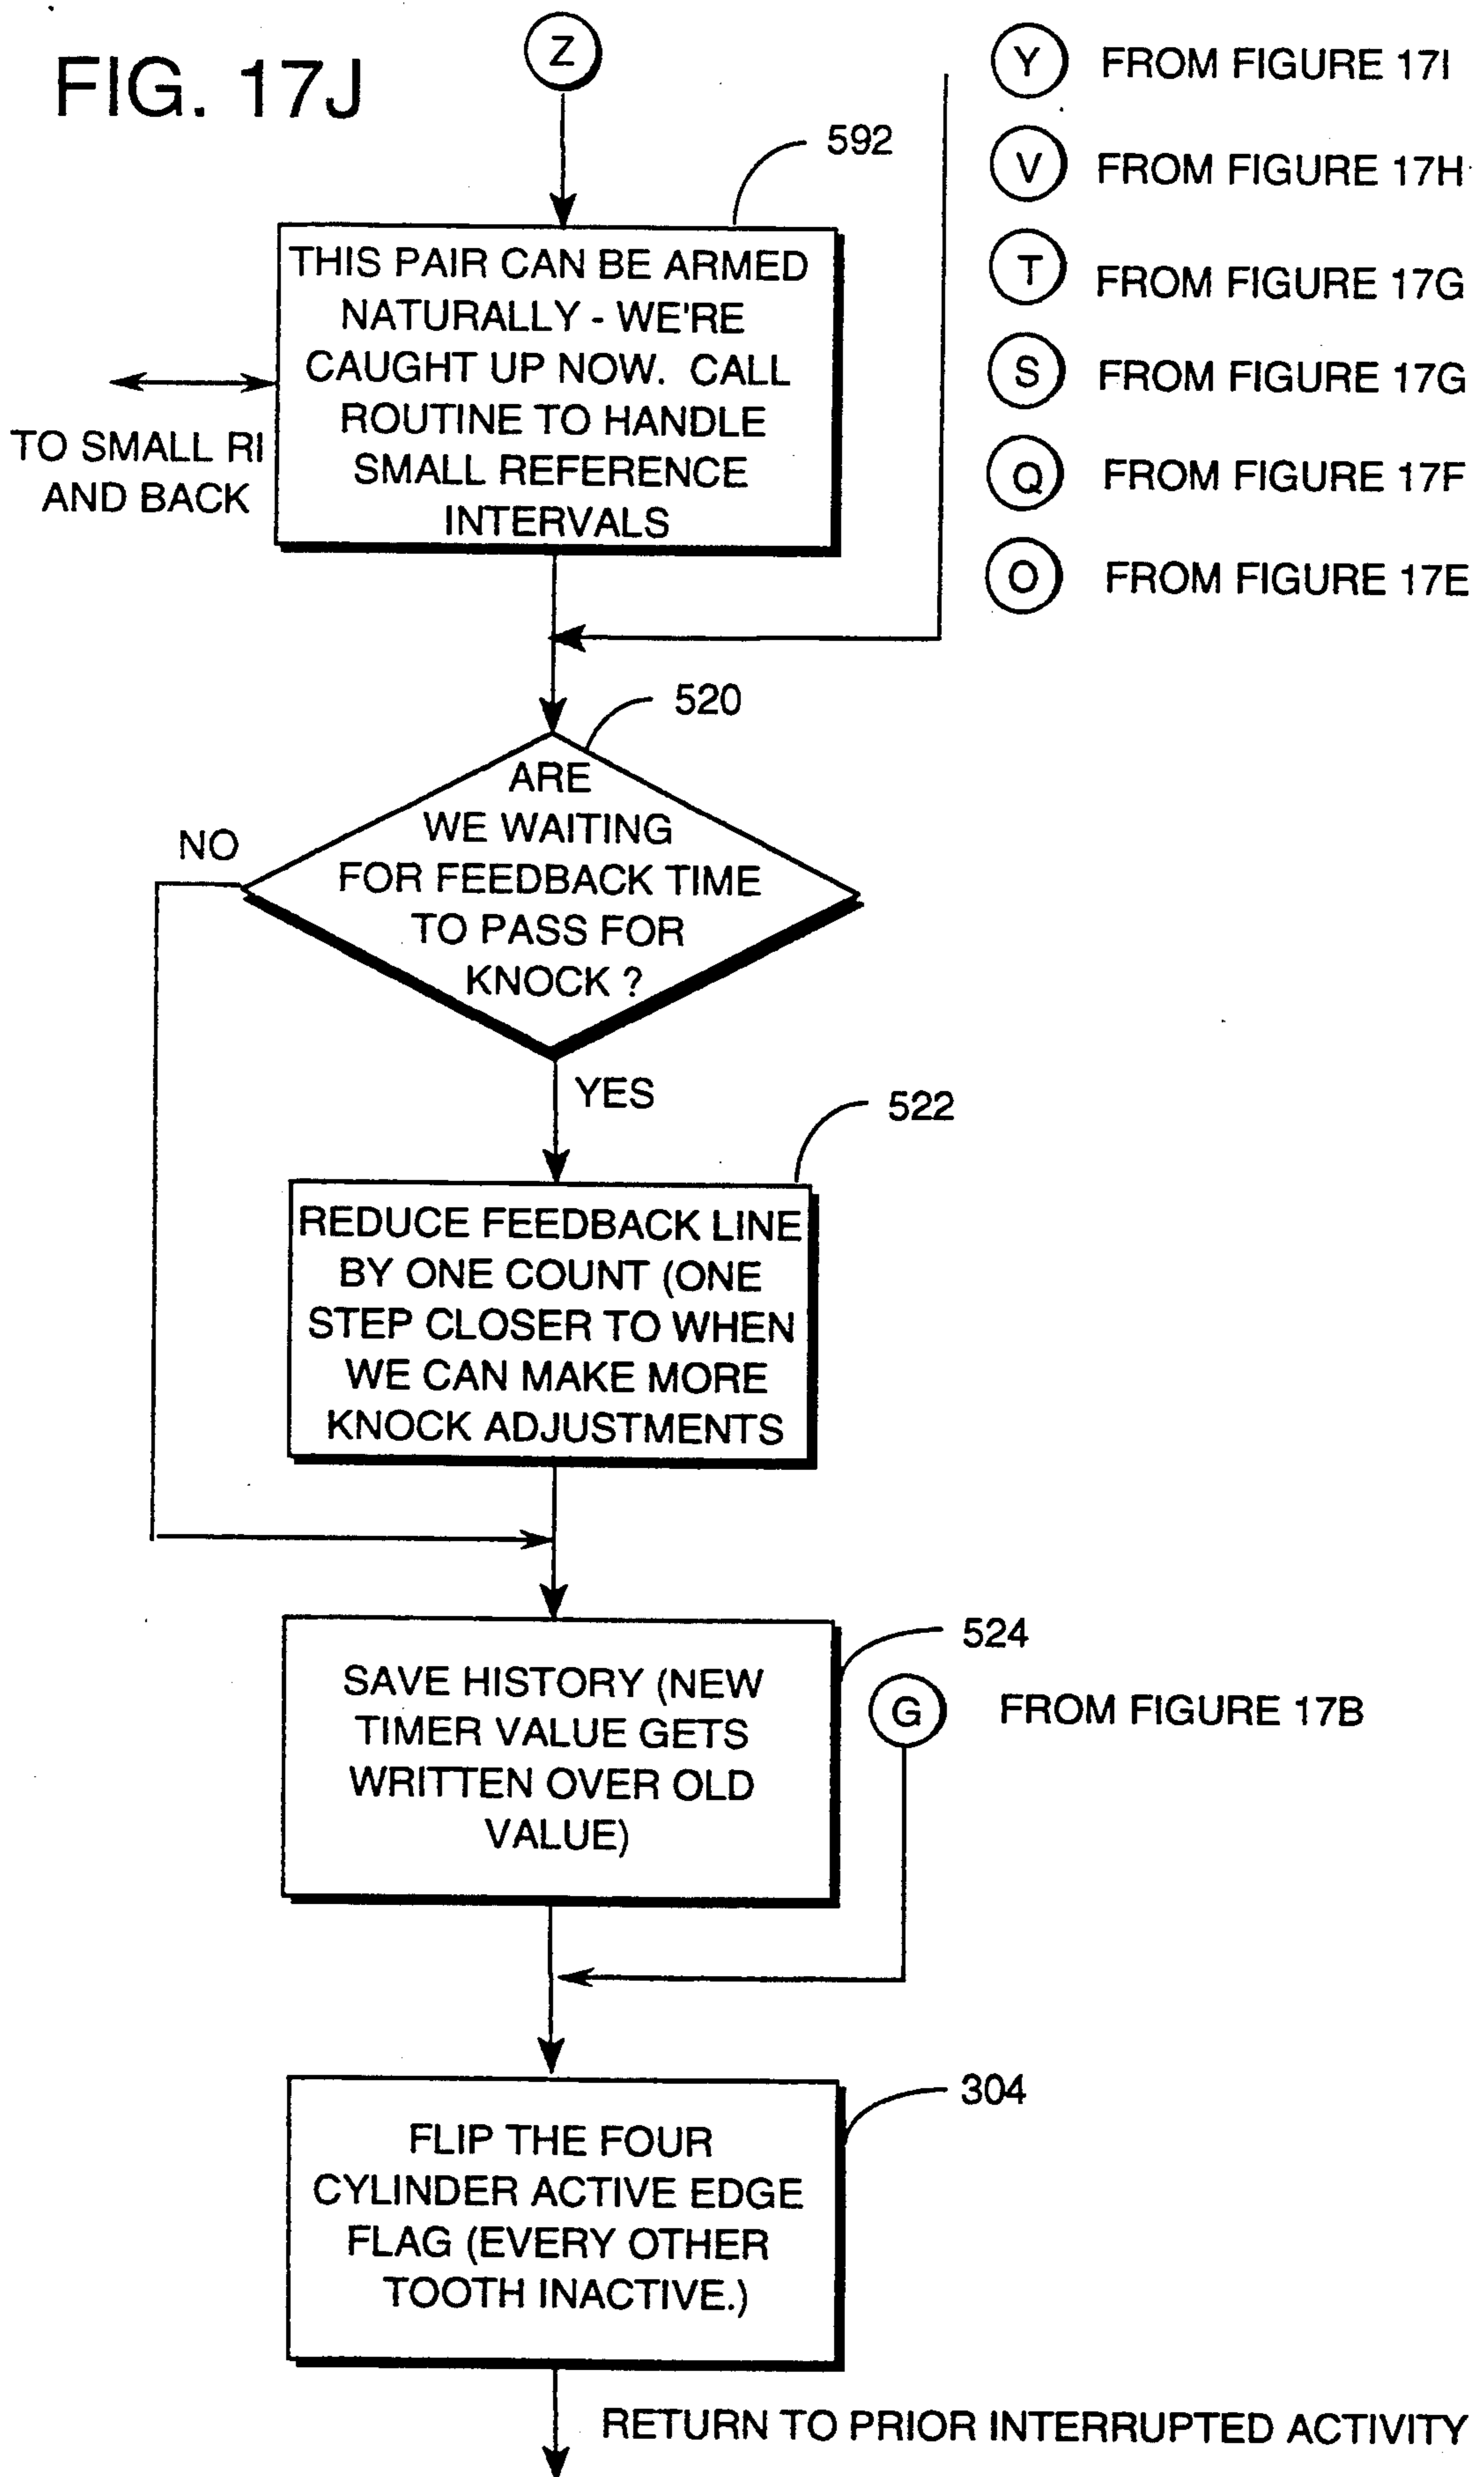 FIG. 17J
Z
Y FROM FIGURE 17I
V FROM FIGURE 17H
T FROM FIGURE 17G
S FROM FIGURE 17G
Q FROM FIGURE 17F
O FROM FIGURE 17E
592
THIS PAIR CAN BE ARMED
NATURALLY - WE'RE
CAUGHT UP NOW. CALL
ROUTINE TO HANDLE
SMALL REFERENCE
INTERVALS
TO SMALL RI
AND BACK
520
ARE
WE WAITING
FOR FEEDBACK TIME
TO PASS FOR
KNOCK ?
NO
YES
522
REDUCE FEEDBACK LINE
BY ONE COUNT (ONE
STEP CLOSER TO WHEN
WE CAN MAKE MORE
KNOCK ADJUSTMENTS
524
SAVE HISTORY (NEW
TIMER VALUE GETS
WRITTEN OVER OLD
VALUE)
G FROM FIGURE 17B
304
FLIP THE FOUR
CYLINDER ACTIVE EDGE
FLAG (EVERY OTHER
TOOTH INACTIVE.)
RETURN TO PRIOR INTERRUPTED ACTIVITY